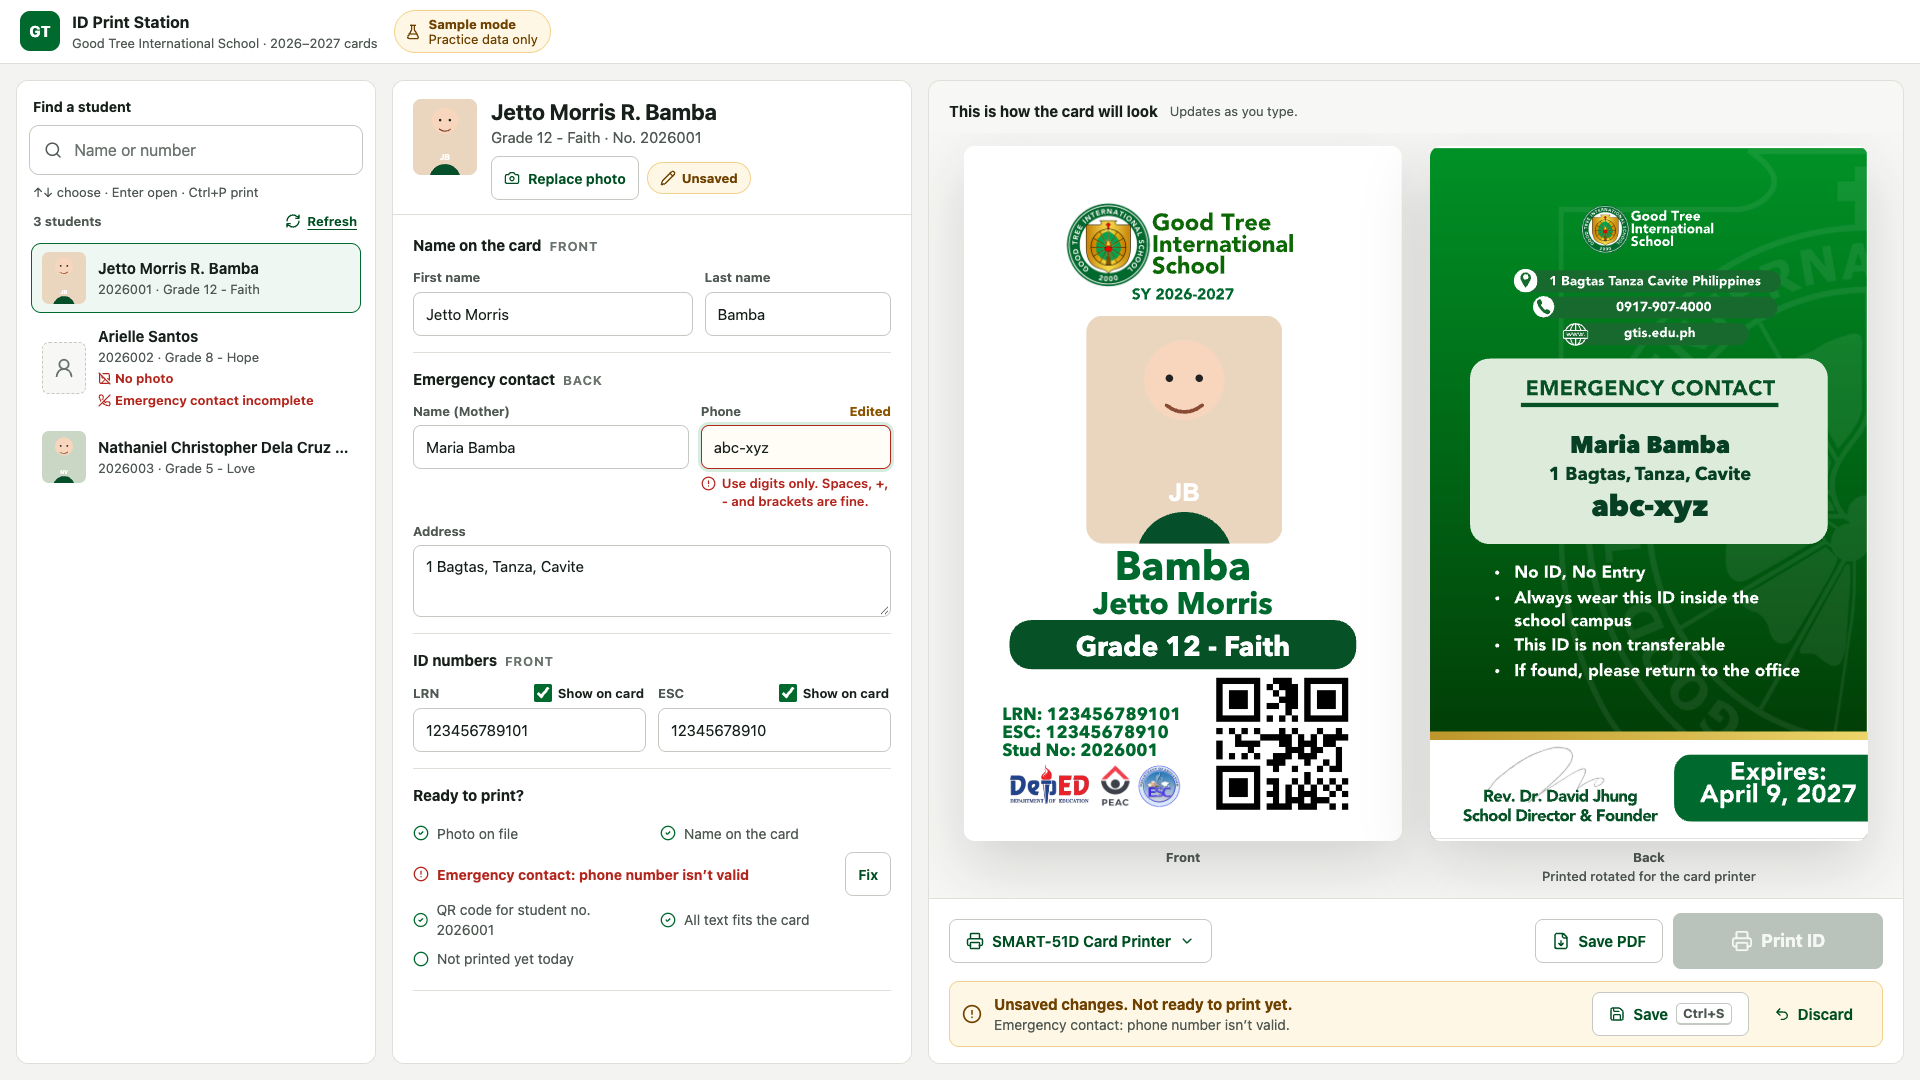 GT
ID Print Station
Good Tree International School · 2026–2027 cards
Sample mode
Practice data only
Find a student
Name or number
↑↓ choose · Enter open · Ctrl+P print
3 students
Refresh
Jetto Morris R. Bamba
2026001 · Grade 12 - Faith
Arielle Santos
2026002 · Grade 8 - Hope
No photo
Emergency contact incomplete
Nathaniel Christopher Dela Cruz ...
2026003 · Grade 5 - Love
JB
Jetto Morris R. Bamba
Grade 12 - Faith · No. 2026001
Replace photo
Unsaved
Name on the card FRONT
First name
Last name
Jetto Morris
Bamba
Emergency contact BACK
Name (Mother)
Phone
Edited
Maria Bamba
abc-xyz
Use digits only. Spaces, +,
- and brackets are fine.
Address
1 Bagtas, Tanza, Cavite
ID numbers FRONT
LRN
Show on card
ESC
Show on card
123456789101
12345678910
Ready to print?
Photo on file
Name on the card
Emergency contact: phone number isn’t valid
Fix
QR code for student no.
2026001
All text fits the card
Not printed yet today
This is how the card will look
Updates as you type.
GOOD TREE INTERNATIONAL SCHOOL
2000
Good Tree
International
School
SY 2026-2027
JB
Bamba
Jetto Morris
Grade 12 - Faith
LRN: 123456789101
ESC: 12345678910
Stud No: 2026001
DepED
DEPARTMENT OF EDUCATION
PEAC
ESC
Front
Good Tree
International
School
1 Bagtas Tanza Cavite Philippines
0917-907-4000
www.
gtis.edu.ph
EMERGENCY CONTACT
Maria Bamba
1 Bagtas, Tanza, Cavite
abc-xyz
• No ID, No Entry
• Always wear this ID inside the
school campus
• This ID is non transferable
• If found, please return to the office
Rev. Dr. David Jhung
School Director & Founder
Expires:
April 9, 2027
Back
Printed rotated for the card printer
SMART-51D Card Printer
Save PDF
Print ID
Unsaved changes. Not ready to print yet.
Emergency contact: phone number isn’t valid.
Save Ctrl+S
Discard